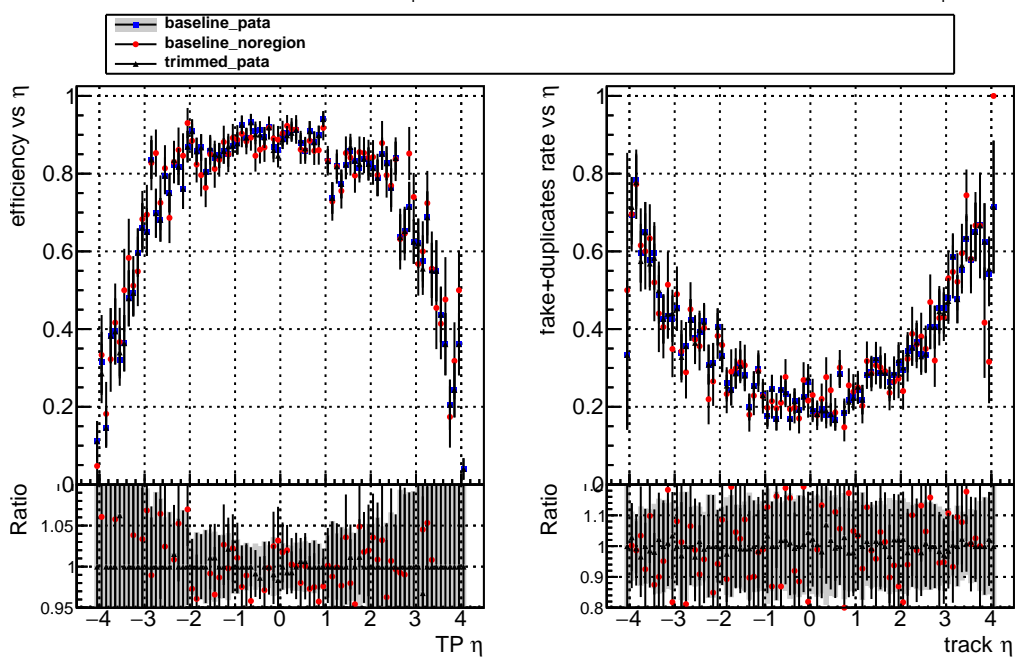 baseline_pata
baseline_noregion
trimmed_pata
efficiency vs η
1
0.8
0.6
0.4
0.2
0
Ratio
1.05
1
0.95
−4 −3 −2 −1 0 1 2 3 4
TP η
fake+duplicates rate vs η
1
0.8
0.6
0.4
0.2
0
Ratio
1.1
1
0.9
0.8
−4 −3 −2 −1 0 1 2 3 4
track η